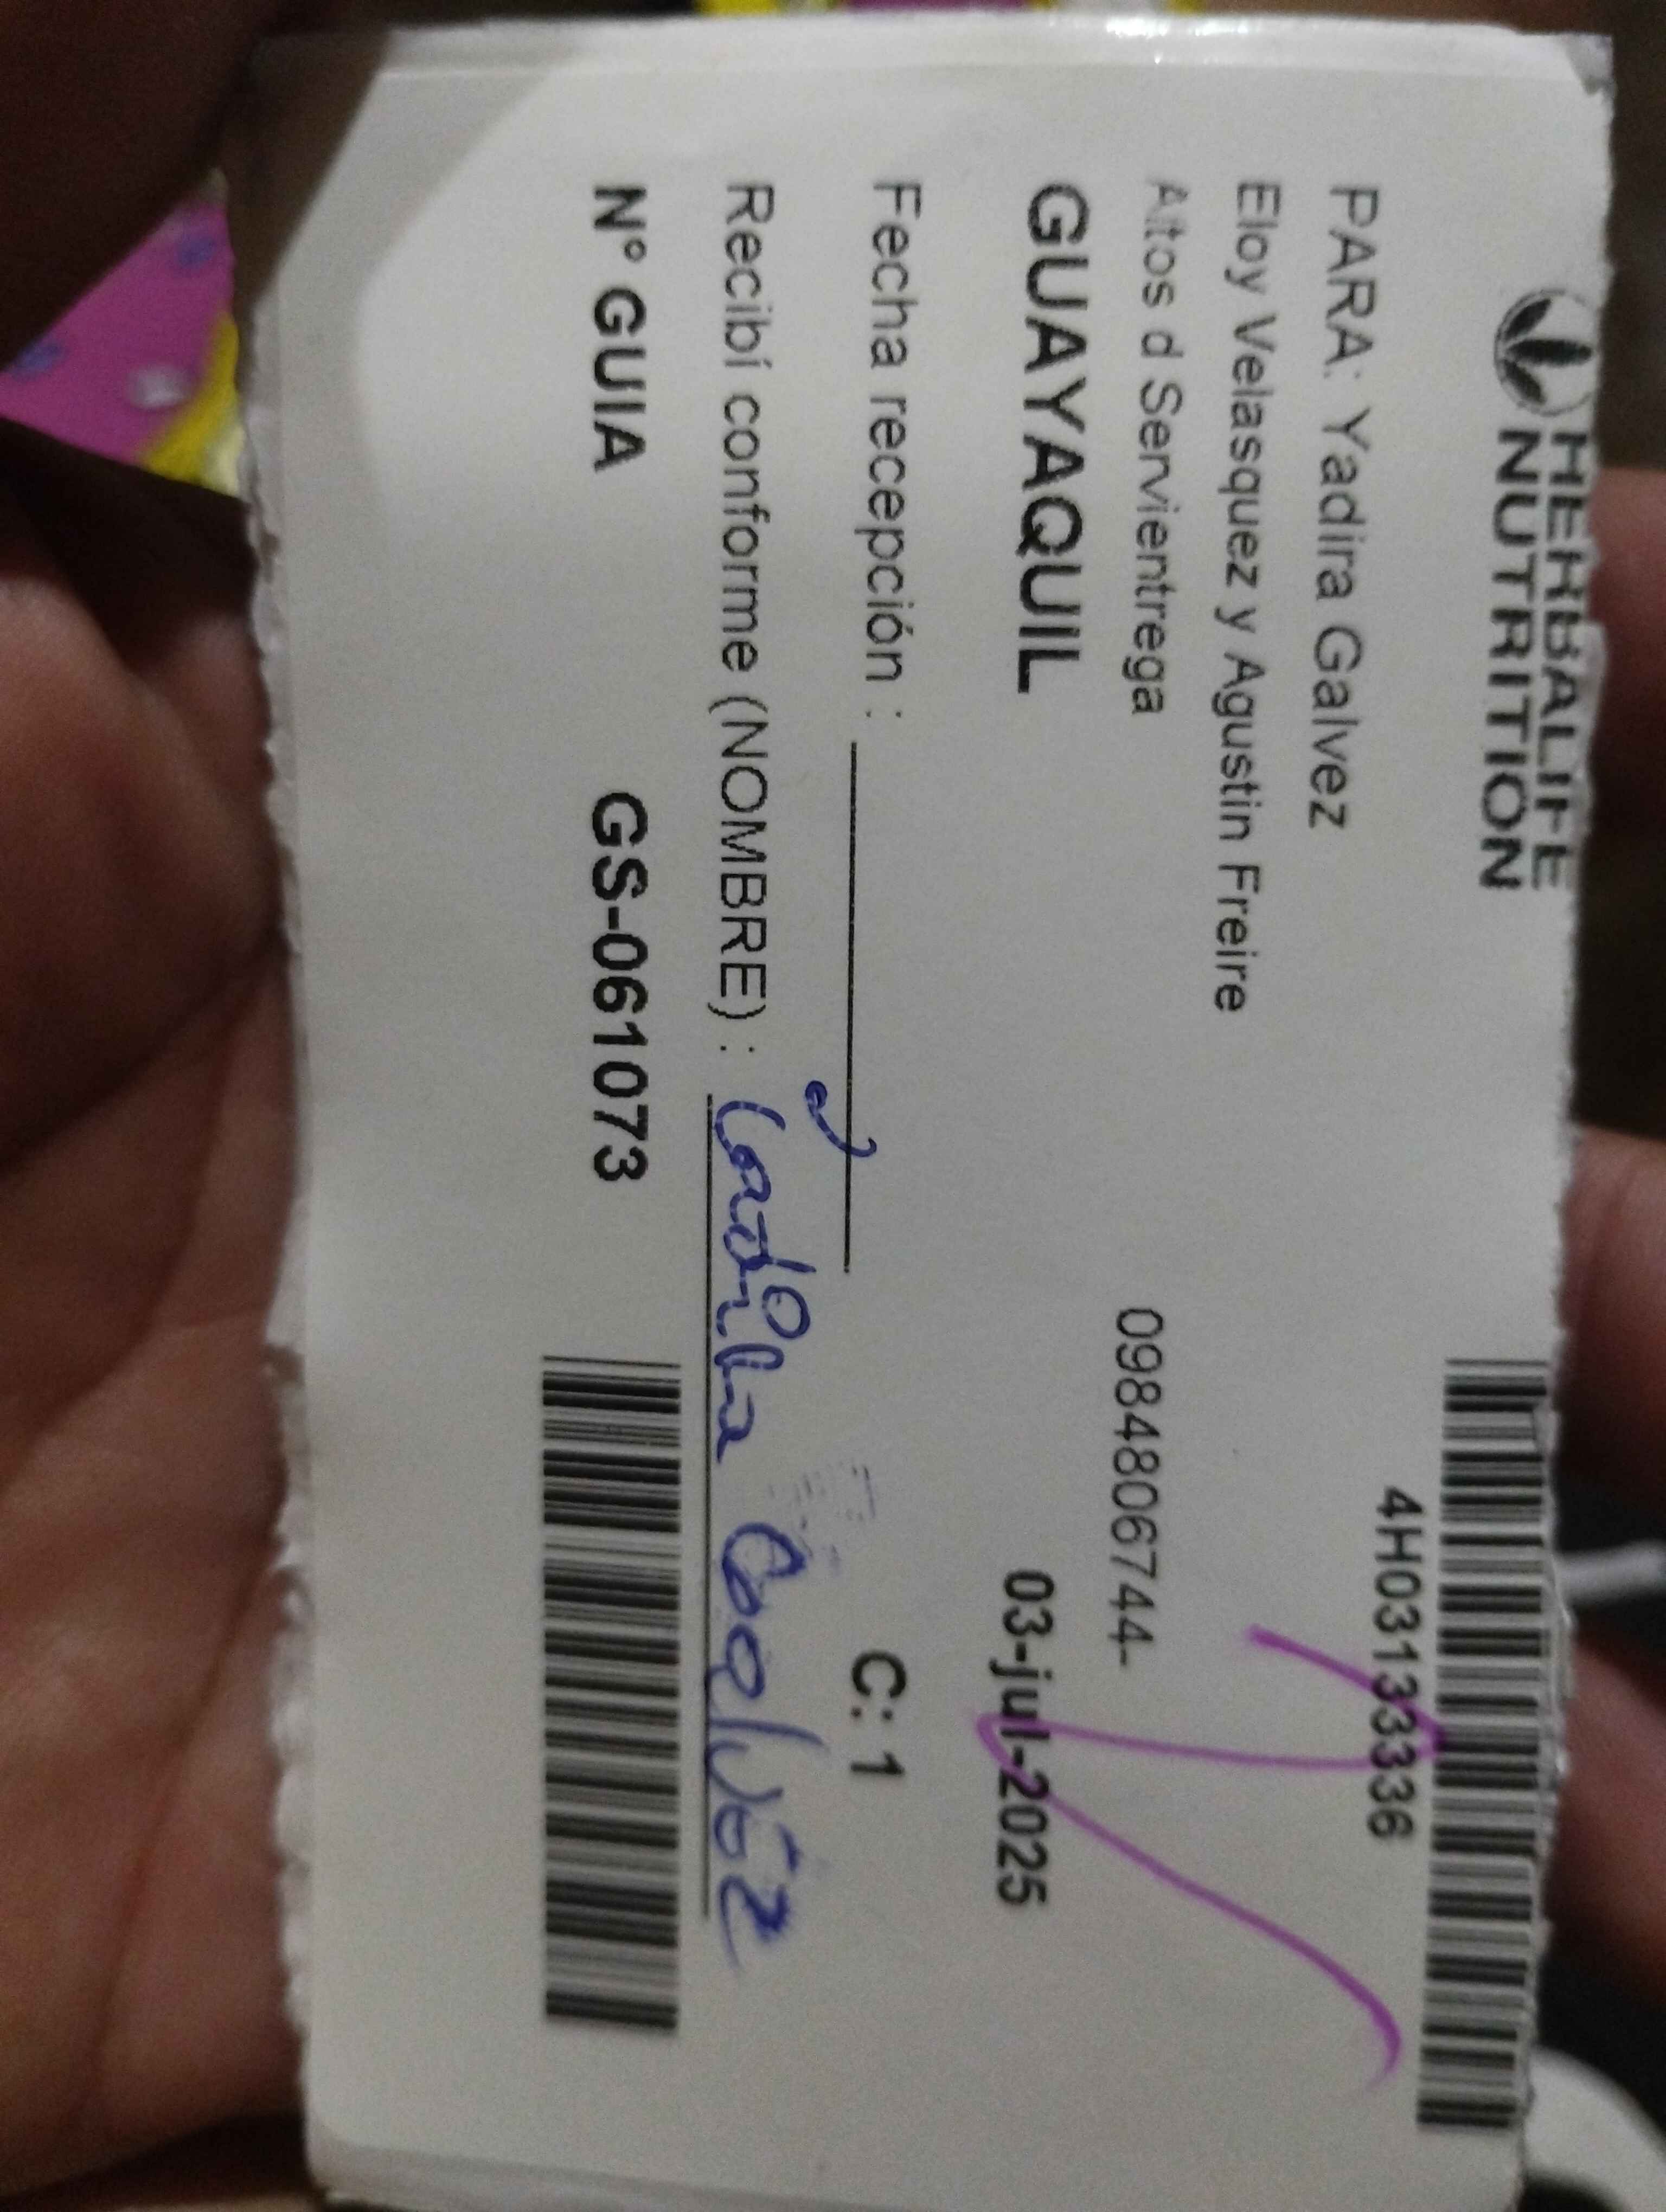 HERBALIFE
NUTRITION
4H03133336
PARA: Yadira Galvez
Eloy Velasquez y Agustin Freire
Altos d Servientrega
0984806744-
GUAYAQUIL
03-jul-2025
Fecha recepción :
C: 1
Recibí conforme (NOMBRE) :
Nº GUIA GS-061073